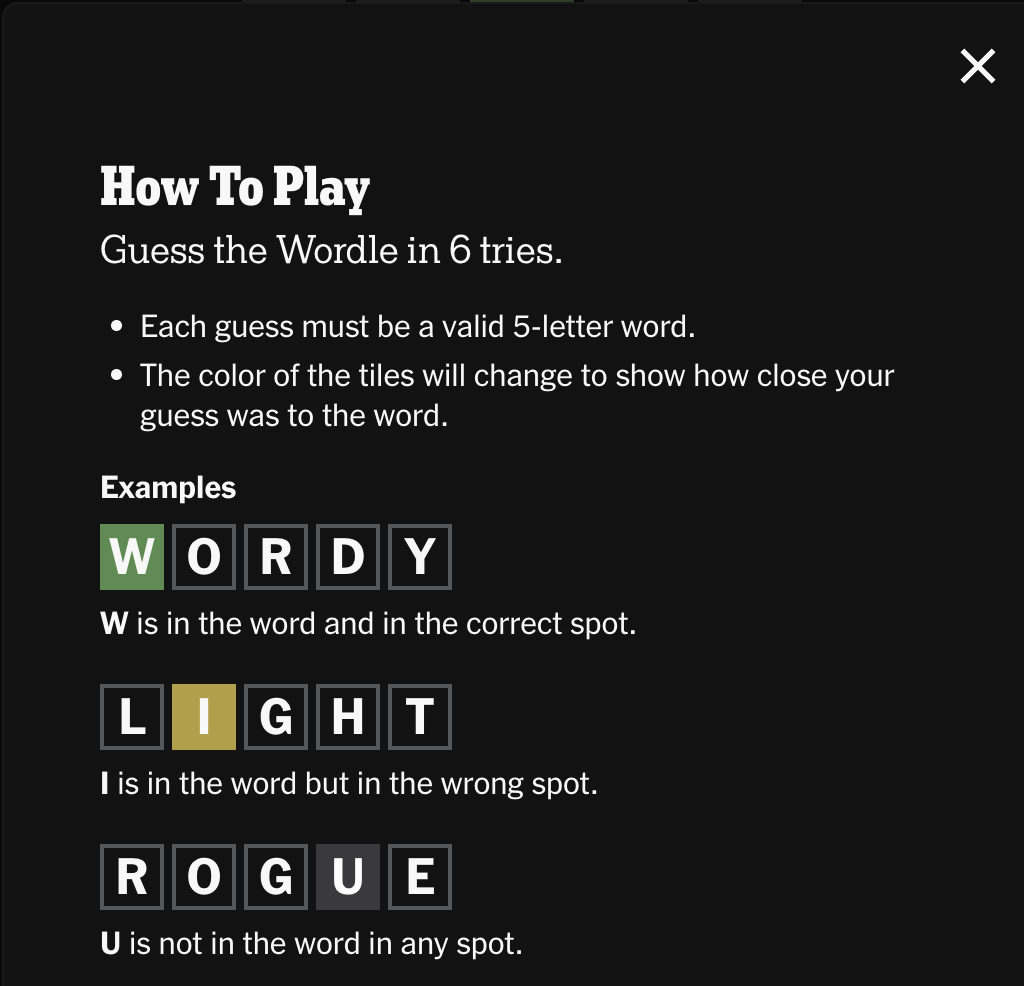 How To Play
Guess the Wordle in 6 tries.
• Each guess must be a valid 5-letter word.
• The color of the tiles will change to show how close your
guess was to the word.
Examples
W O R D Y
W is in the word and in the correct spot.
L I G H T
I is in the word but in the wrong spot.
R O G U E
U is not in the word in any spot.